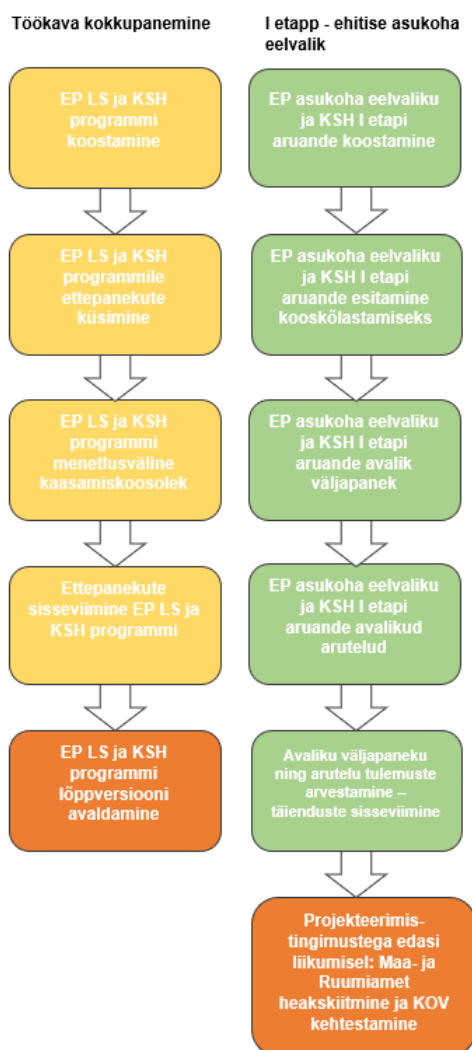 Töökava kokkupanemine
EP LS ja KSH
programmi
koostamine
EP LS ja KSH
programmile
ettepanekute
küsimine
EP LS ja KSH
programmi
menetlusväline
kaasamiskoosolek
Ettepanekute
sisseviimine EP LS ja
KSH programmi
EP LS ja KSH
programmi
lõppversiooni
avaldamine
I etapp - ehitise asukoha
eelvalik
EP asukoha eelvaliku
ja KSH I etapi
aruande koostamine
EP asukoha eelvaliku
ja KSH I etapi
aruande esitamine
kooskõlastamiseks
EP asukoha eelvaliku
ja KSH I etapi
aruande avalik
väljapanek
EP asukoha eelvaliku
ja KSH I etapi
aruande avalikud
arutelud
Avaliku väljapaneku
ning arutelu tulemuste
arvestamine –
täienduste sisseviimine
Projekteerimis-
tingimustega edasi
liikumisel: Maa- ja
Ruumiamet
heakskiitmine ja KOV
kehtestamine